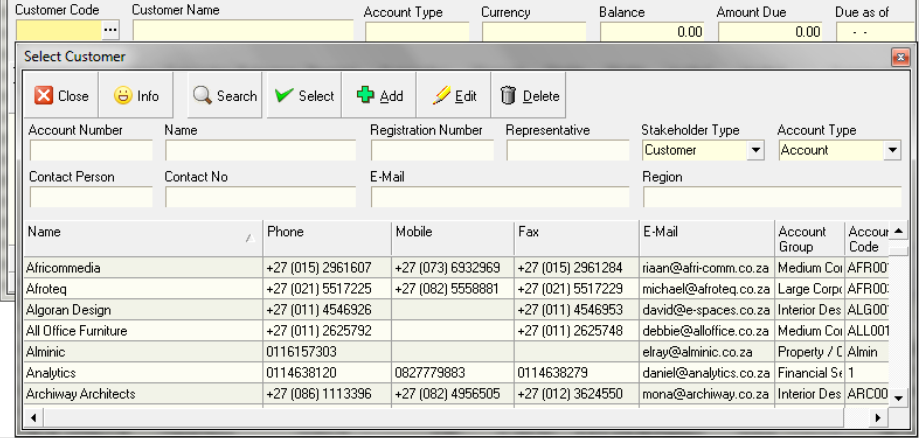 Customer Code Customer Name Account Type Currency Balance Amount Due Due as of
... 0.00 0.00 - -
Select Customer
Close Info Search Select Add Edit Delete
Account Number Name Registration Number Representative Stakeholder Type Account Type
Customer Account
Contact Person Contact No E-Mail Region
Name Phone Mobile Fax E-Mail Account Group Accour Code
Africommedia +27 (015) 2961607 +27 (073) 6932969 +27 (015) 2961284 riaan@afri-comm.co.za Medium Cor AFR00
Afroteq +27 (021) 5517225 +27 (082) 5558881 +27 (021) 5517229 michael@afroteq.co.za Large Corpo AFR00
Algoran Design +27 (011) 4546926 +27 (011) 4546953 david@e-spaces.co.za Interior Des ALG00
All Office Furniture +27 (011) 2625792 +27 (011) 2625748 debbie@alloffice.co.za Medium Cor ALL001
Alminic 0116157303 elray@alminic.co.za Property / C Almin
Analytics 0114638120 0827779883 0114638279 daniel@analytics.co.za Financial Se 1
Archiway Architects +27 (086) 1113396 +27 (082) 4956505 +27 (012) 3624550 mona@archiway.co.za Interior Des ARC00